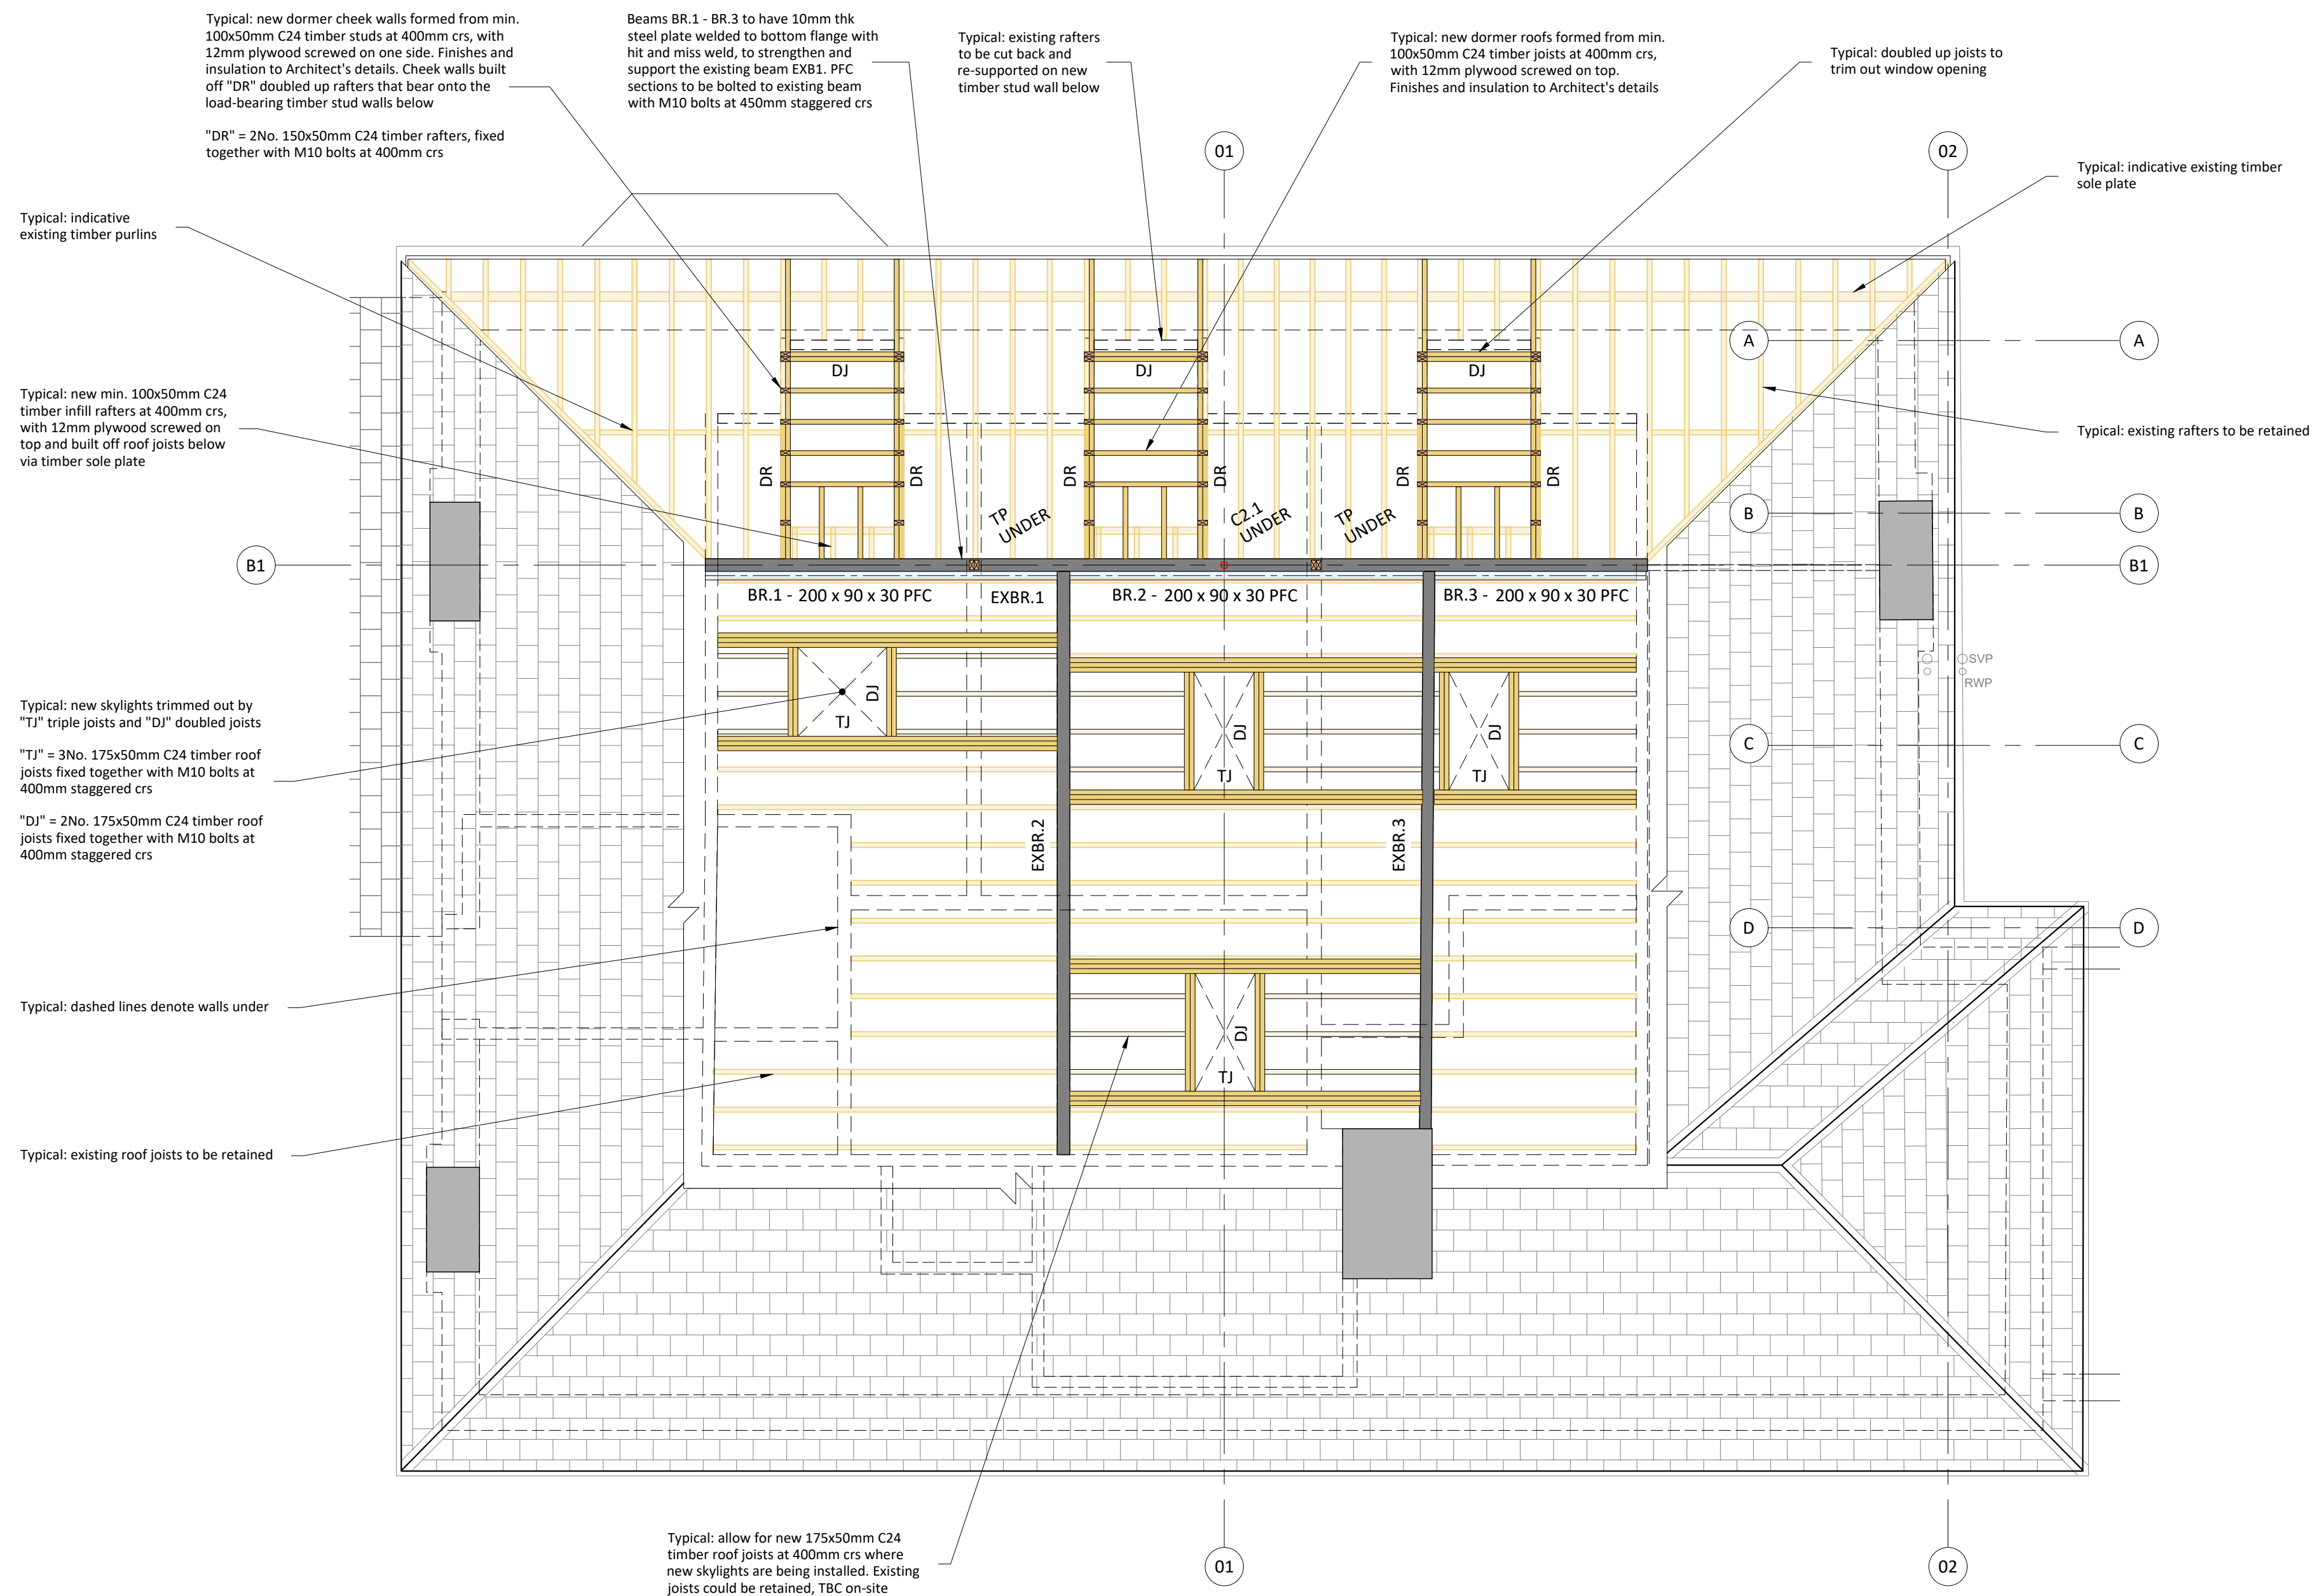 Typical: new dormer cheek walls formed from min.
100x50mm C24 timber studs at 400mm crs, with
12mm plywood screwed on one side. Finishes and
insulation to Architect's details. Cheek walls built
off "DR" doubled up rafters that bear onto the
load-bearing timber stud walls below
"DR" = 2No. 150x50mm C24 timber rafters, fixed
together with M10 bolts at 400mm crs
Beams BR.1 - BR.3 to have 10mm thk
steel plate welded to bottom flange with
hit and miss weld, to strengthen and
support the existing beam EXB1. PFC
sections to be bolted to existing beam
with M10 bolts at 450mm staggered crs
Typical: existing rafters
to be cut back and
re-supported on new
timber stud wall below
Typical: new dormer roofs formed from min.
100x50mm C24 timber joists at 400mm crs,
with 12mm plywood screwed on top.
Finishes and insulation to Architect's details
Typical: doubled up joists to
trim out window opening
01
02
Typical: indicative existing timber
sole plate
Typical: indicative
existing timber purlins
A
A
DJ
DJ
DJ
Typical: new min. 100x50mm C24
timber infill rafters at 400mm crs,
with 12mm plywood screwed on
top and built off roof joists below
via timber sole plate
Typical: existing rafters to be retained
DR
DR
DR
DR
DR
DR
TP
UNDER
C2.1
UNDER
TP
UNDER
B
B
B1
B1
BR.1 - 200 x 90 x 30 PFC
EXBR.1
BR.2 - 200 x 90 x 30 PFC
BR.3 - 200 x 90 x 30 PFC
SVP
RWP
DJ
TJ
DJ
TJ
DJ
TJ
C
C
Typical: new skylights trimmed out by
"TJ" triple joists and "DJ" doubled joists
"TJ" = 3No. 175x50mm C24 timber roof
joists fixed together with M10 bolts at
400mm staggered crs
"DJ" = 2No. 175x50mm C24 timber roof
joists fixed together with M10 bolts at
400mm staggered crs
EXBR.2
EXBR.3
D
D
Typical: dashed lines denote walls under
DJ
TJ
Typical: existing roof joists to be retained
Typical: allow for new 175x50mm C24
timber roof joists at 400mm crs where
new skylights are being installed. Existing
joists could be retained, TBC on-site
01
02